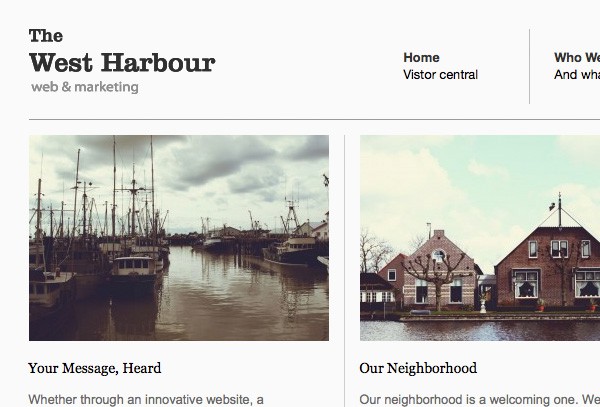 The
West Harbour
web & marketing
Home
Vistor central
Who We
And wha
Your Message, Heard
Whether through an innovative website, a
Our Neighborhood
Our neighborhood is a welcoming one. We